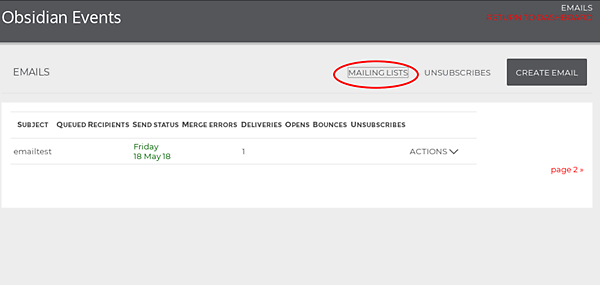 Obsidian Events
EMAILS
EMAILS
MAILING LISTS
UNSUBSCRIBES
CREATE EMAIL
SUBJECT QUEUED RECIPIENTS SEND STATUS MERGE ERRORS DELIVERIES OPENS BOUNCES UNSUBSCRIBES
emailtest Friday 1 ACTIONS
18 May 18
page 2 »